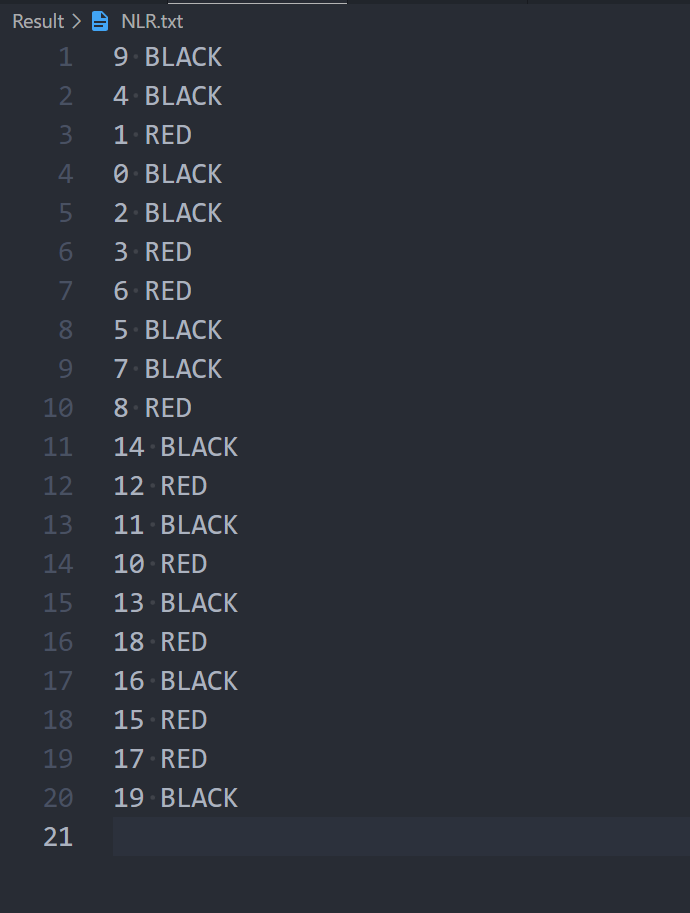 Result > NLR.txt
1 9 BLACK
2 4 BLACK
3 1 RED
4 0 BLACK
5 2 BLACK
6 3 RED
7 6 RED
8 5 BLACK
9 7 BLACK
10 8 RED
11 14 BLACK
12 12 RED
13 11 BLACK
14 10 RED
15 13 BLACK
16 18 RED
17 16 BLACK
18 15 RED
19 17 RED
20 19 BLACK
21